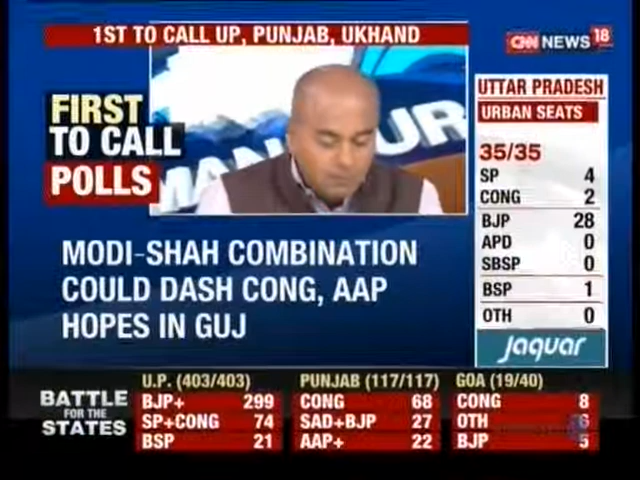 1ST TO CALL UP, PUNJAB, UKHAND
CNN NEWS 18
FIRST
TO CALL
POLLS
MODI-SHAH COMBINATION
COULD DASH CONG, AAP
HOPES IN GUJ
UTTAR PRADESH
URBAN SEATS
35/35
SP 4
CONG 2
BJP 28
APD 0
SBSP 0
BSP 1
OTH 0
Jaquar
BATTLE
FOR THE
STATES
U.P. (403/403)
BJP+ 299
SP+CONG 74
BSP 21
PUNJAB (117/117)
CONG 68
SAD+BJP 27
AAP+ 22
GOA (19/40)
CONG 8
OTH 6
BJP 5